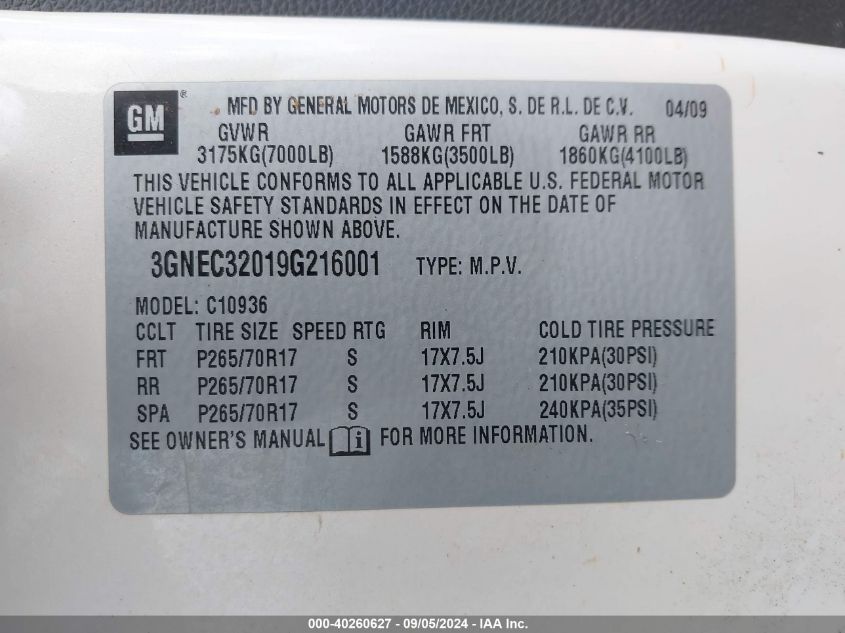 GM ® MFD BY GENERAL MOTORS DE MEXICO, S. DE R.L. DE C.V. 04/09
GVWR GAWR FRT GAWR RR
3175KG(7000LB) 1588KG(3500LB) 1860KG(4100LB)
THIS VEHICLE CONFORMS TO ALL APPLICABLE U.S. FEDERAL MOTOR
VEHICLE SAFETY STANDARDS IN EFFECT ON THE DATE OF
MANUFACTURE SHOWN ABOVE.
3GNEC32019G216001 TYPE: M.P.V.
MODEL: C10936
CCLT TIRE SIZE SPEED RTG RIM COLD TIRE PRESSURE
FRT P265/70R17 S 17X7.5J 210KPA(30PSI)
RR P265/70R17 S 17X7.5J 210KPA(30PSI)
SPA P265/70R17 S 17X7.5J 240KPA(35PSI)
SEE OWNER'S MANUAL i FOR MORE INFORMATION.
000-40260627 - 09/05/2024 - IAA Inc.